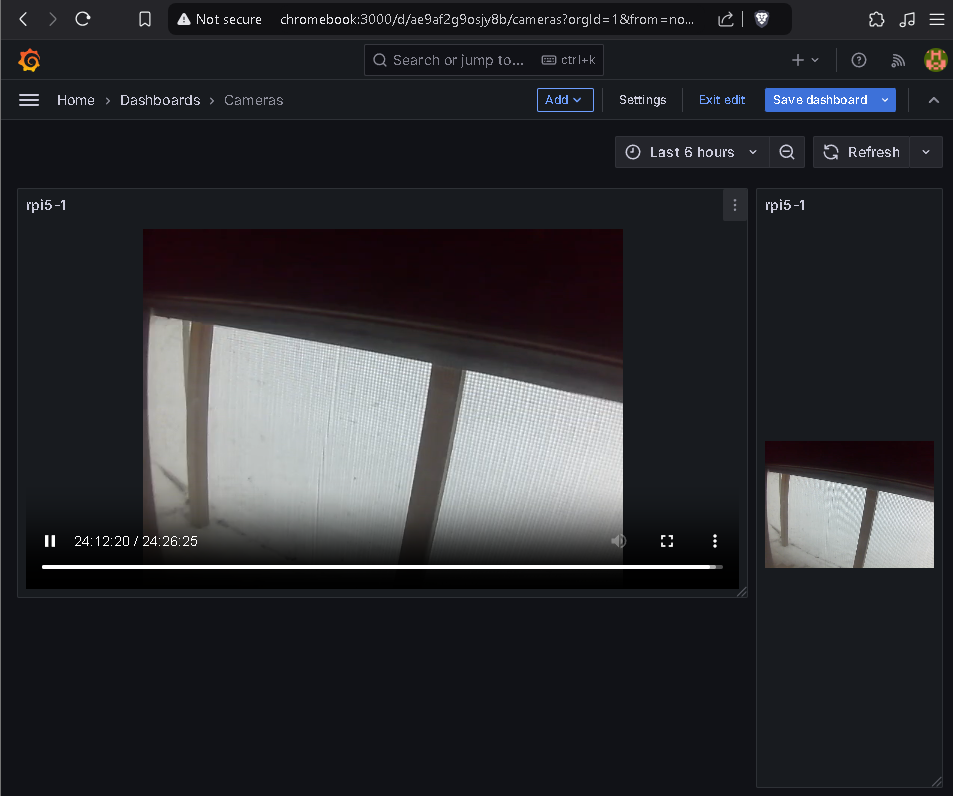 Not secure chromebook:3000/d/ae9af2g9osjy8b/cameras?orgId=1&from=no...
Search or jump to... ctrl+k
Home › Dashboards › Cameras Add Settings Exit edit Save dashboard
Last 6 hours Refresh
rpi5-1
24:12:20 / 24:26:25
rpi5-1